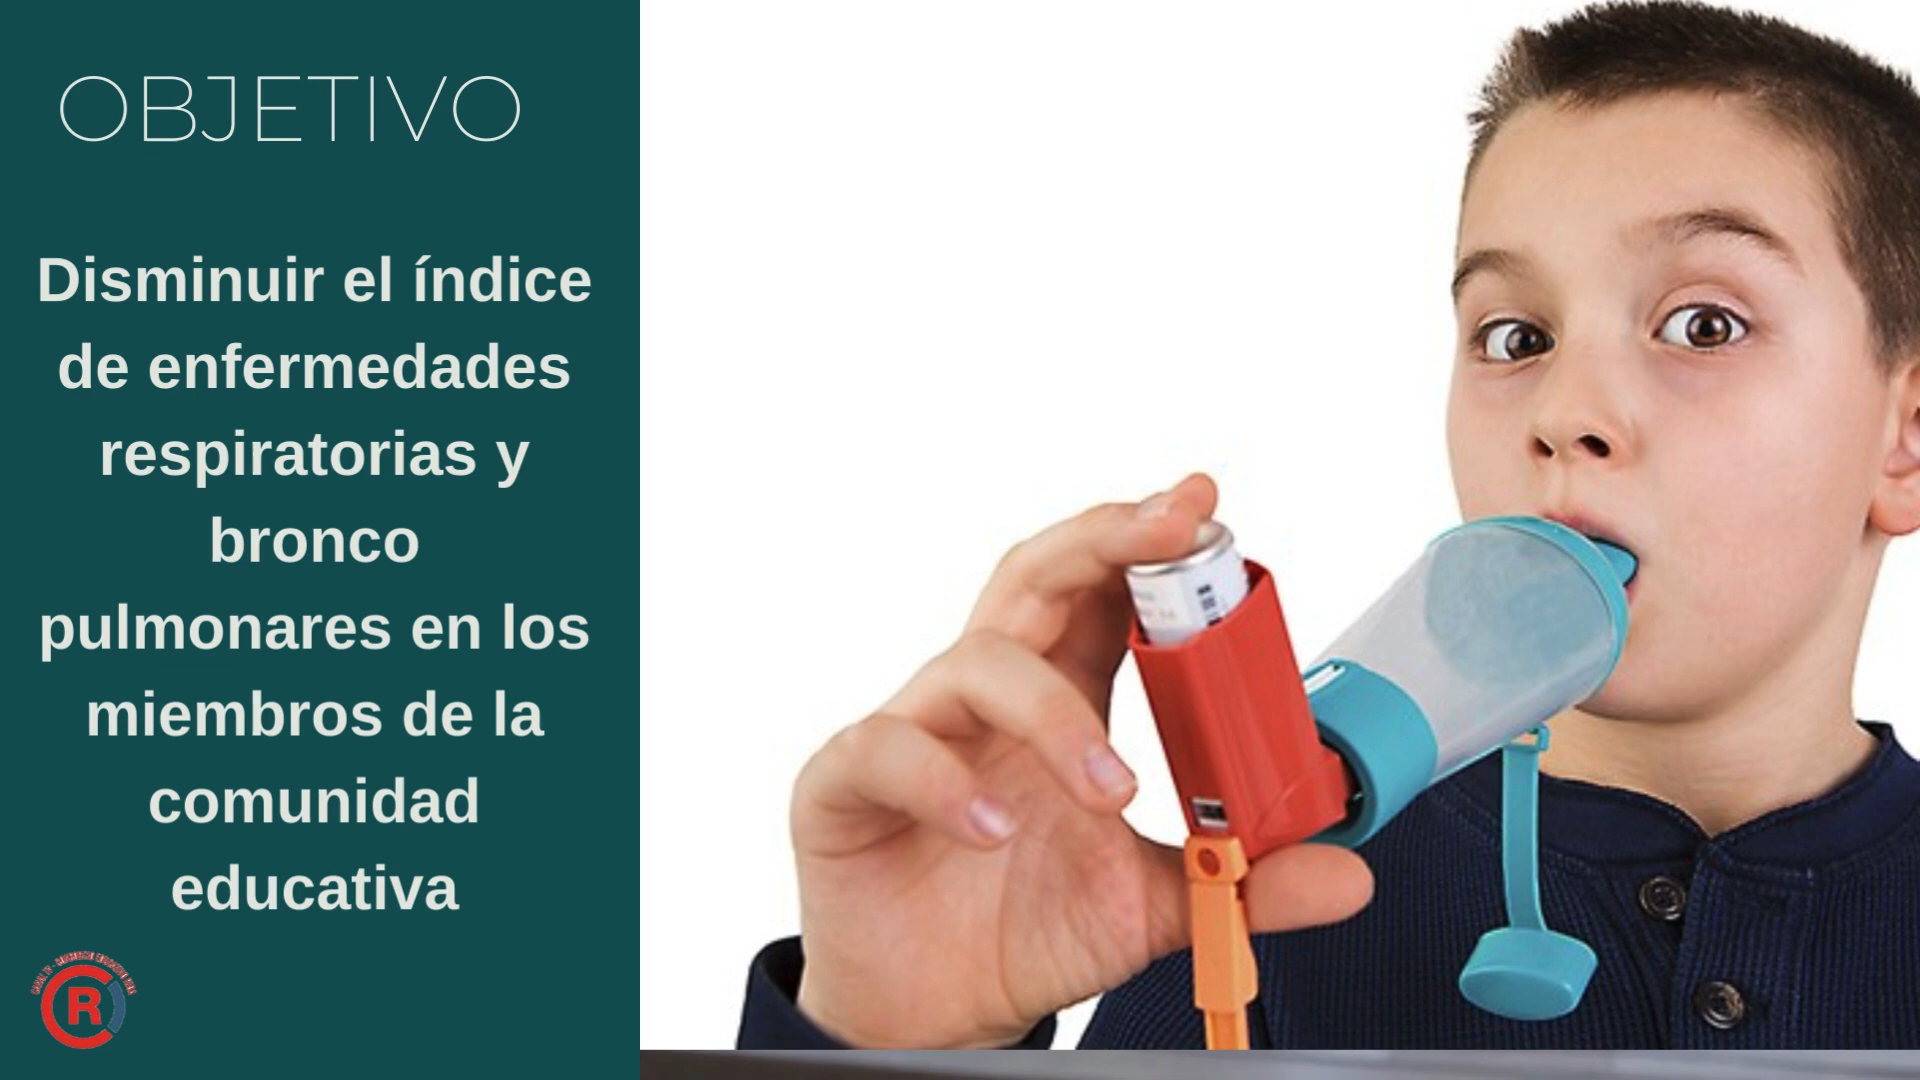 OBJETIVO
Disminuir el índice
de enfermedades
respiratorias y
bronco
pulmonares en los
miembros de la
comunidad
educativa
R